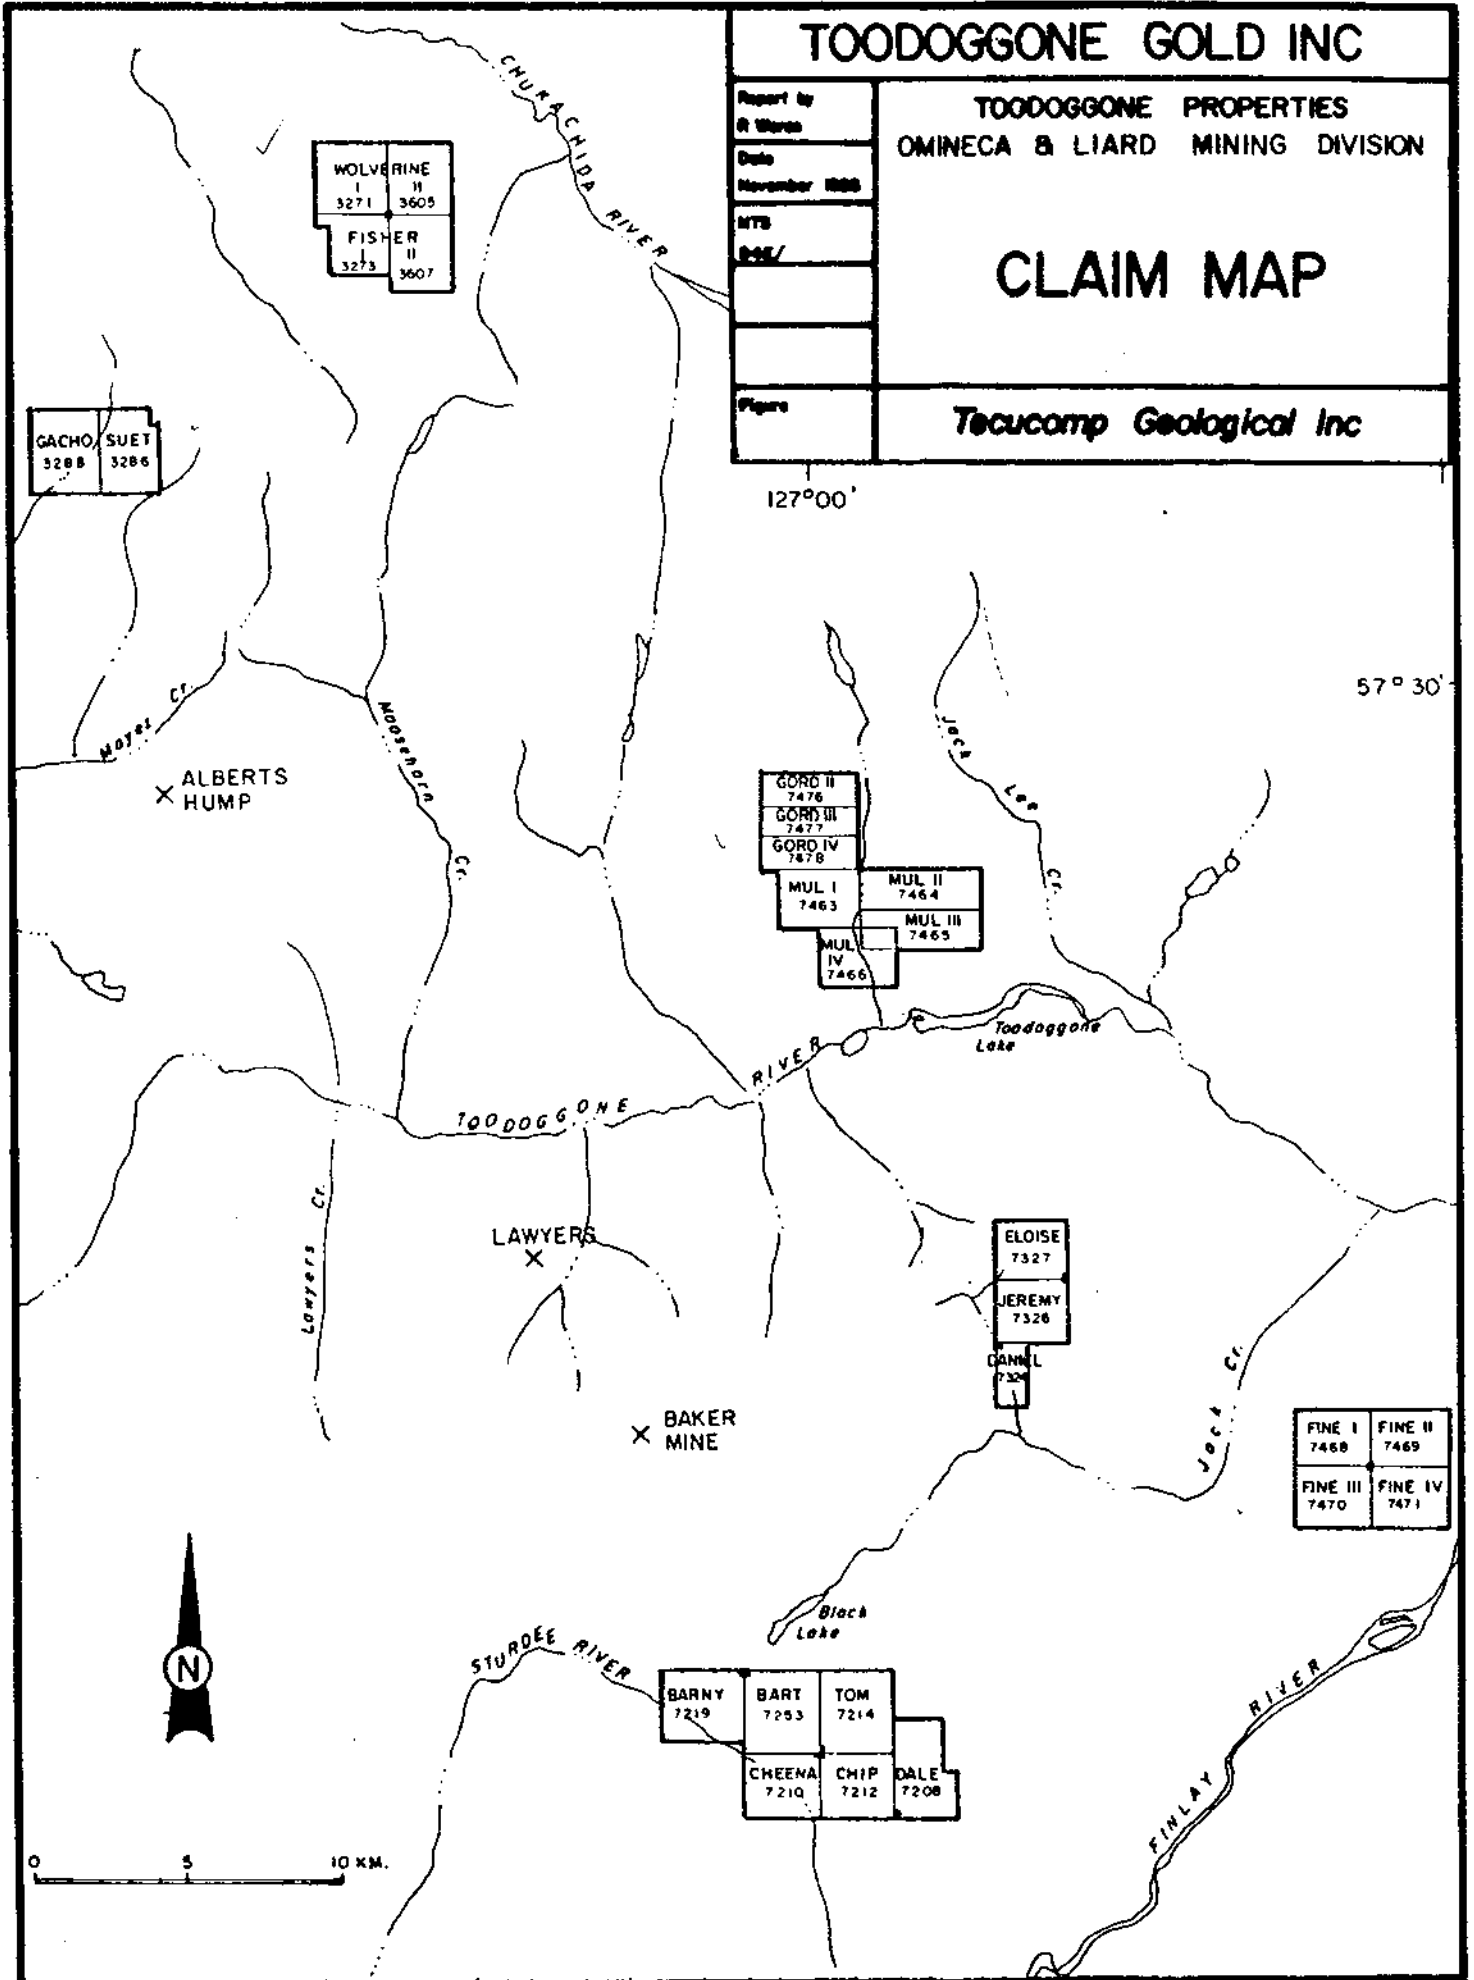 TOODOGGONE GOLD INC
Report by
TOODOGGONE PROPERTIES
OMINECA & LIARD MINING DIVISION
Date
November
NTS
CLAIM MAP
Figure
Tecucomp Geological Inc
127°00'
57°30'
CHUKACHIDA RIVER
WOLVERINE
I II
3271 3605
FISHER
I II
3273 3607
GACHO SUET
3288 3286
Moyez Cr.
Moosehorn Cr.
ALBERTS
HUMP
Jock Lee Cr.
GORD II
7476
GORD III
7477
GORD IV
7478
MUL I
7463
MUL II
7464
MUL III
7465
MUL
IV
7466
Toodoggone
Lake
TOODOGGONE RIVER
Lawyers Cr.
LAWYERS
ELOISE
7327
JEREMY
7326
DANIEL
BAKER
MINE
Jock Cr.
FINE I FINE II
7468 7469
FINE III FINE IV
7470 7471
N
Black
Lake
STURDEE RIVER
BARNY BART TOM
7219 7253 7214
CHEENA CHIP DALE
7210 7212 7208
FINLAY RIVER
0 5 10 KM.